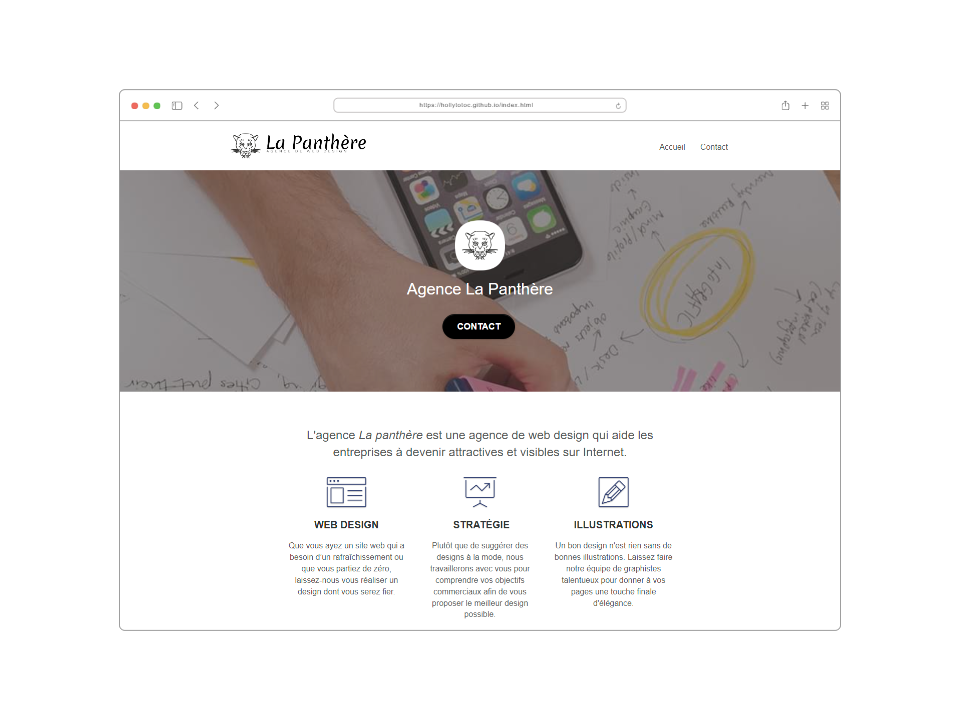 https://hollytotoc.github.io/index.html
La Panthère
AGENCE DE WEB DESIGN
Accueil
Contact
Agence La Panthère
CONTACT
L'agence La panthère est une agence de web design qui aide les
entreprises à devenir attractives et visibles sur Internet.
WEB DESIGN
Que vous ayez un site web qui a
besoin d'un rafraîchissement ou
que vous partiez de zéro,
laissez-nous vous réaliser un
design dont vous serez fier
STRATÉGIE
Plutôt que de suggérer des
designs à la mode, nous
travaillerons avec vous pour
comprendre vos objectifs
commerciaux afin de vous
proposer le meilleur design
possible.
ILLUSTRATIONS
Un bon design n'est rien sans de
bonnes illustrations. Laissez faire
notre équipe de graphistes
talentueux pour donner à vos
pages une touche finale
d'élégance.